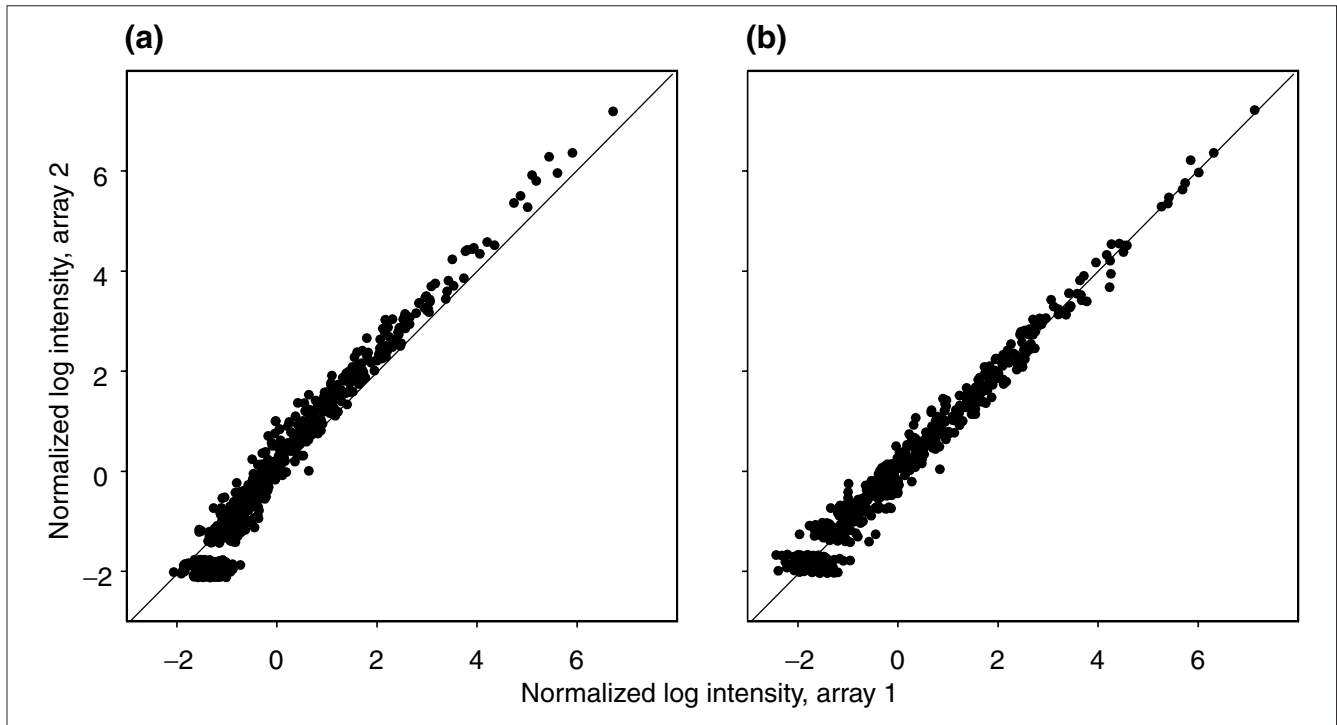 (a) (b)
Normalized log intensity, array 2
6
4
2
0
−2
−2 0 2 4 6 −2 0 2 4 6
Normalized log intensity, array 1